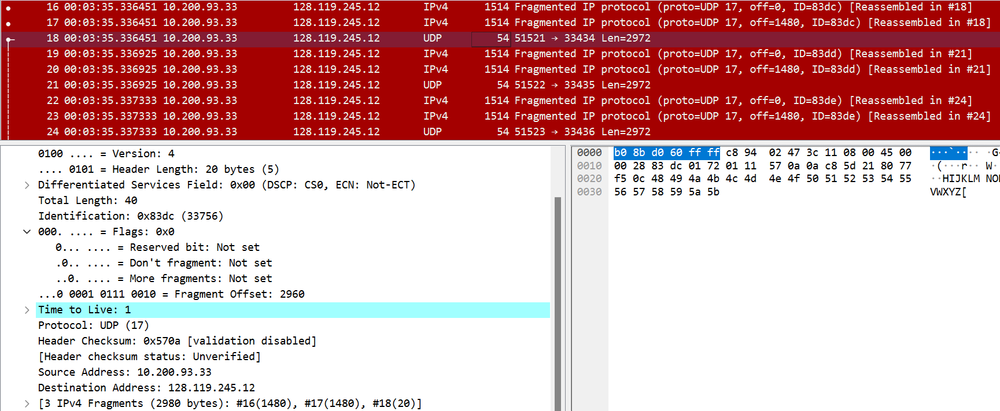 16 00:03:35.336451 10.200.93.33 128.119.245.12 IPv4 1514 Fragmented IP protocol (proto=UDP 17, off=0, ID=83dc) [Reassembled in #18]
17 00:03:35.336451 10.200.93.33 128.119.245.12 IPv4 1514 Fragmented IP protocol (proto=UDP 17, off=1480, ID=83dc) [Reassembled in #18]
18 00:03:35.336451 10.200.93.33 128.119.245.12 UDP 54 51521 → 33434 Len=2972
19 00:03:35.336925 10.200.93.33 128.119.245.12 IPv4 1514 Fragmented IP protocol (proto=UDP 17, off=0, ID=83dd) [Reassembled in #21]
20 00:03:35.336925 10.200.93.33 128.119.245.12 IPv4 1514 Fragmented IP protocol (proto=UDP 17, off=1480, ID=83dd) [Reassembled in #21]
21 00:03:35.336925 10.200.93.33 128.119.245.12 UDP 54 51522 → 33435 Len=2972
22 00:03:35.337333 10.200.93.33 128.119.245.12 IPv4 1514 Fragmented IP protocol (proto=UDP 17, off=0, ID=83de) [Reassembled in #24]
23 00:03:35.337333 10.200.93.33 128.119.245.12 IPv4 1514 Fragmented IP protocol (proto=UDP 17, off=1480, ID=83de) [Reassembled in #24]
24 00:03:35.337333 10.200.93.33 128.119.245.12 UDP 54 51523 → 33436 Len=2972
0100 .... = Version: 4
.... 0101 = Header Length: 20 bytes (5)
Differentiated Services Field: 0x00 (DSCP: CS0, ECN: Not-ECT)
Total Length: 40
Identification: 0x83dc (33756)
000. .... = Flags: 0x0
0... .... = Reserved bit: Not set
.0.. .... = Don't fragment: Not set
..0. .... = More fragments: Not set
...0 0001 0111 0010 = Fragment Offset: 2960
Time to Live: 1
Protocol: UDP (17)
Header Checksum: 0x570a [validation disabled]
[Header checksum status: Unverified]
Source Address: 10.200.93.33
Destination Address: 128.119.245.12
[3 IPv4 Fragments (2980 bytes): #16(1480), #17(1480), #18(20)]
0000 b0 8b d0 60 ff ff c8 94 02 47 3c 11 08 00 45 00 ···`·· ·· ·G
0010 00 28 83 dc 01 72 01 11 57 0a 0a c8 5d 21 80 77 ·(···r·· W·
0020 f5 0c 48 49 4a 4b 4c 4d 4e 4f 50 51 52 53 54 55 ··HIJKLM NO
0030 56 57 58 59 5a 5b VWXYZ[